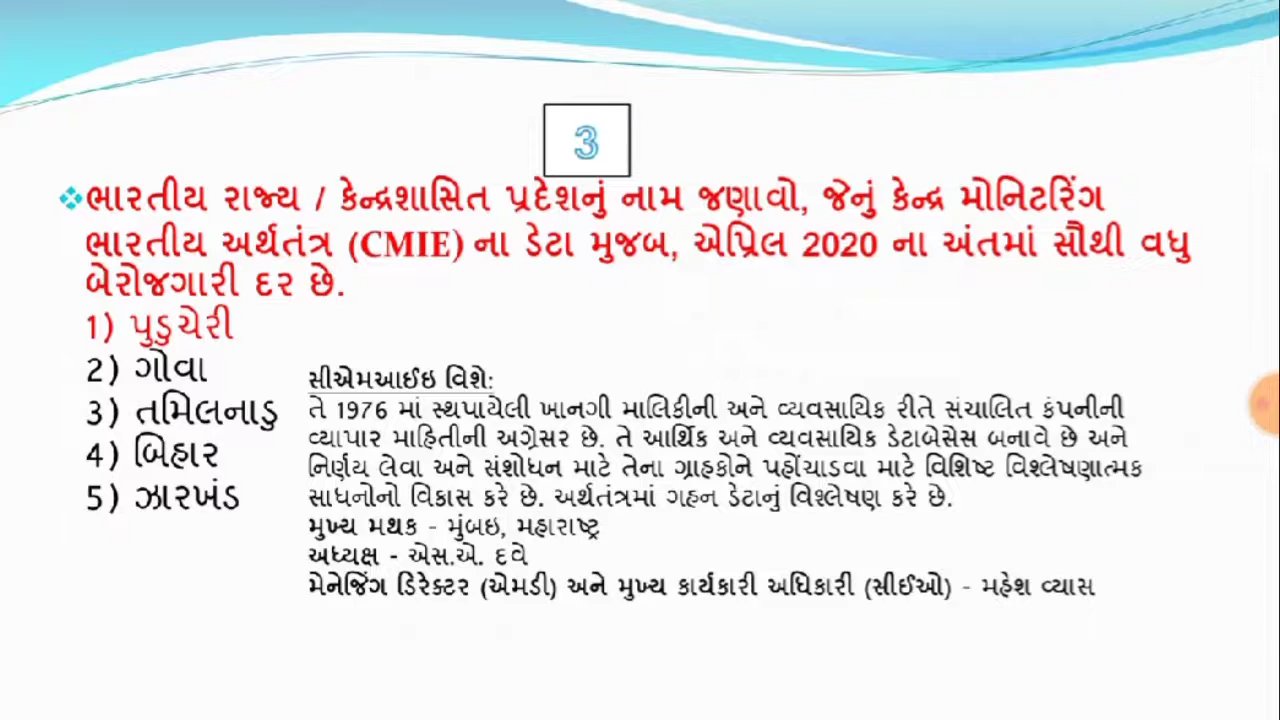 3
❖ભારતીય રાજ્ય / કેન્દ્રશાસિત પ્રદેશનું નામ જણાવો, જેનું કેન્દ્ર મોનિટરિંગ
ભારતીય અર્થતંત્ર (CMIE) ના ડેટા મુજબ, એપ્રિલ 2020 ના અંતમાં સૌથી વધુ
બેરોજગારી દર છે.
1) પુડુચેરી
2) ગોવા
3) તમિલનાડુ
4) બિહાર
5) ઝારખંડ
સીએમઆઈઇ વિશે:
તે 1976 માં સ્થપાયેલી ખાનગી માલિકીની અને વ્યવસાયિક રીતે સંચાલિત કંપનીની
વ્યાપાર માહિતીની અગ્રેસર છે. તે આર્થિક અને વ્યવસાયિક ડેટાબેસેસ બનાવે છે અને
નિર્ણય લેવા અને સંશોધન માટે તેના ગ્રાહકોને પહોંચાડવા માટે વિશિષ્ટ વિશ્લેષણાત્મક
સાધનોનો વિકાસ કરે છે. અર્થતંત્રમાં ગહન ડેટાનું વિશ્લેષણ કરે છે.
મુખ્ય મથક - મુંબઇ, મહારાષ્ટ્ર
અધ્યક્ષ - એસ.એ. દવે
મેનેજિંગ ડિરેક્ટર (એમડી) અને મુખ્ય કાર્યકારી અધિકારી (સીઈઓ) - મહેશ વ્યાસ